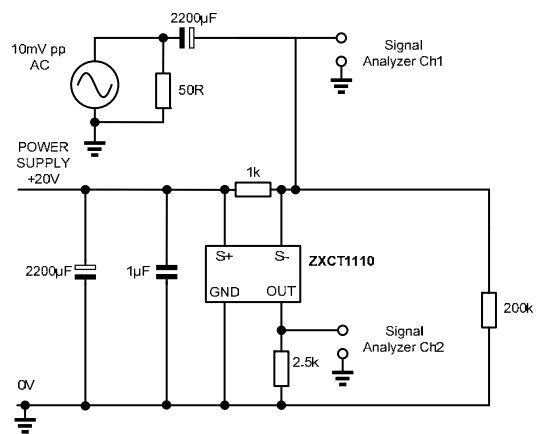 2200µF
10mV pp
AC
50R
Signal
Analyzer Ch1
POWER
SUPPLY
+20V
1k
S+
S-
ZXCT1110
2200µF
1µF
GND
OUT
200k
Signal
Analyzer Ch2
2.5k
0V